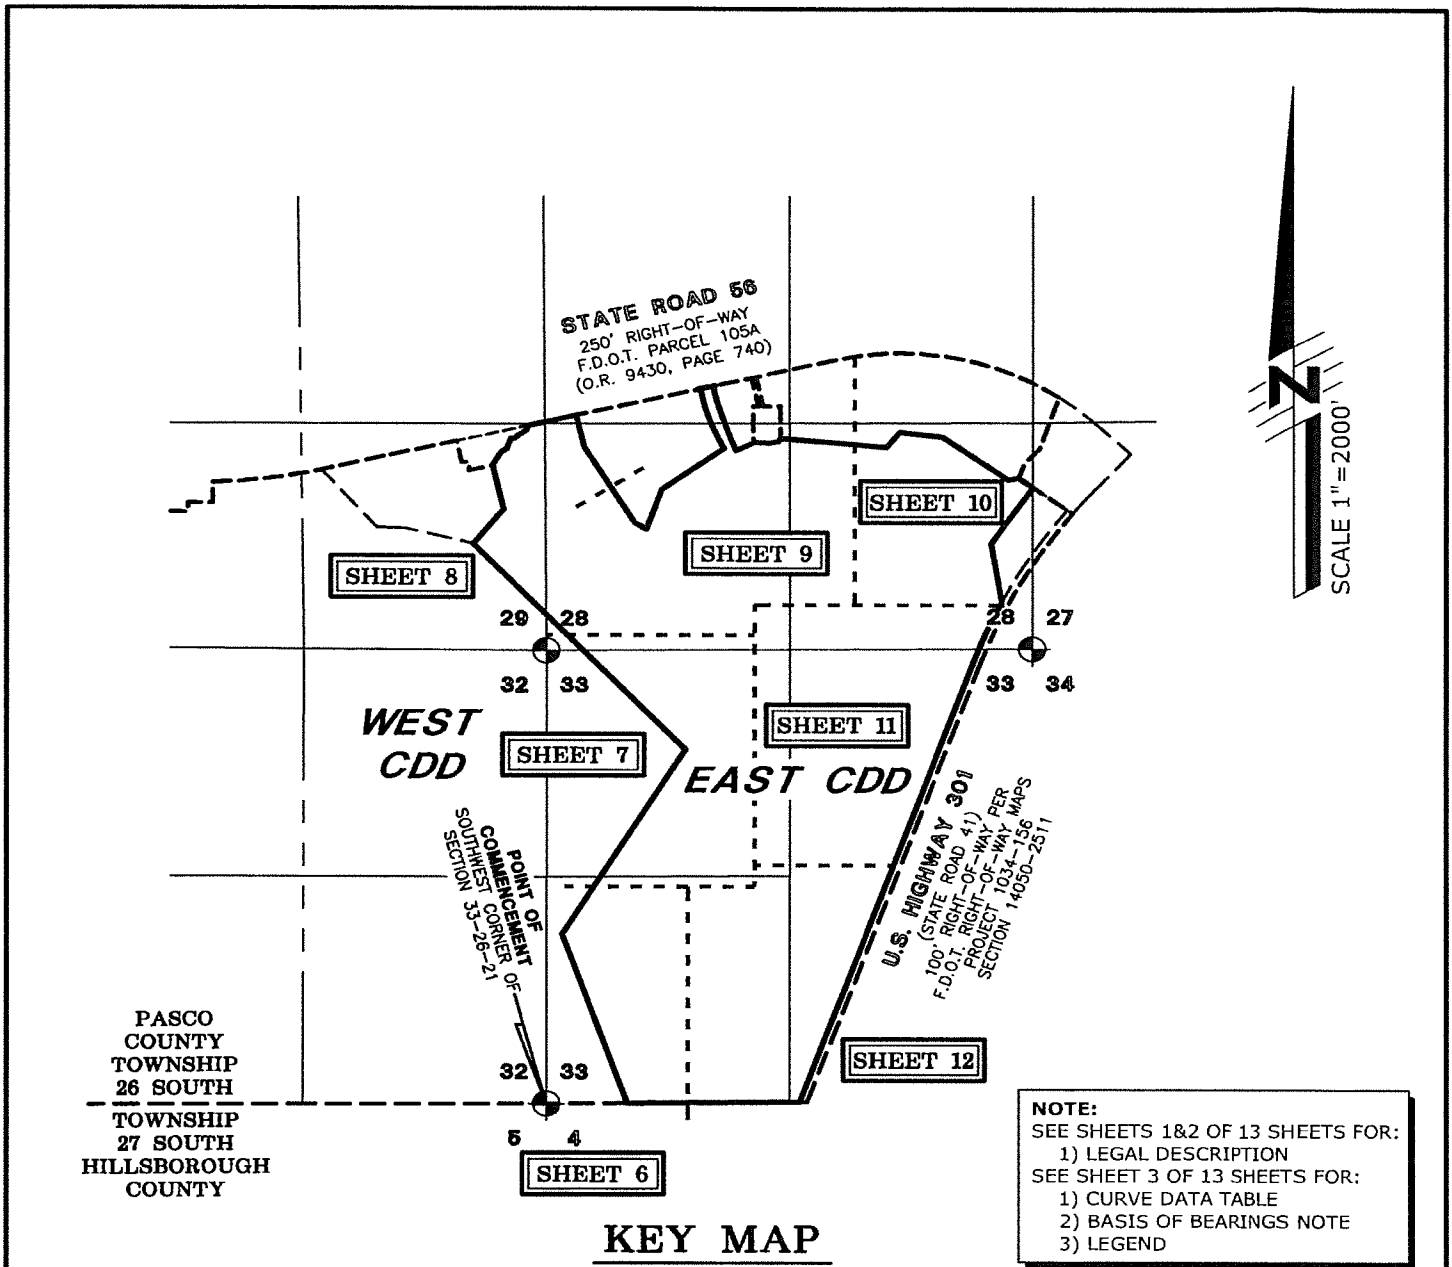 STATE ROAD 56
250' RIGHT-OF-WAY
F.D.O.T. PARCEL 105A
(O.R. 9430, PAGE 740)
N
SCALE 1"=2000'
SHEET 10
SHEET 9
SHEET 8
29 28
28 27
32 33
33 34
WEST
CDD
SHEET 7
SHEET 11
EAST CDD
U.S. HIGHWAY 301
(STATE ROAD 41)
100' RIGHT-OF-WAY PER
F.D.O.T. RIGHT-OF-WAY MAPS
PROJECT 1034-156
SECTION 14050-2511
POINT OF
COMMENCEMENT
SOUTHWEST CORNER OF
SECTION 33-26-21
PASCO
COUNTY
TOWNSHIP
26 SOUTH
TOWNSHIP
27 SOUTH
HILLSBOROUGH
COUNTY
32 33
5 4
SHEET 12
SHEET 6
NOTE:
SEE SHEETS 1&2 OF 13 SHEETS FOR:
1) LEGAL DESCRIPTION
SEE SHEET 3 OF 13 SHEETS FOR:
1) CURVE DATA TABLE
2) BASIS OF BEARINGS NOTE
3) LEGEND
KEY MAP